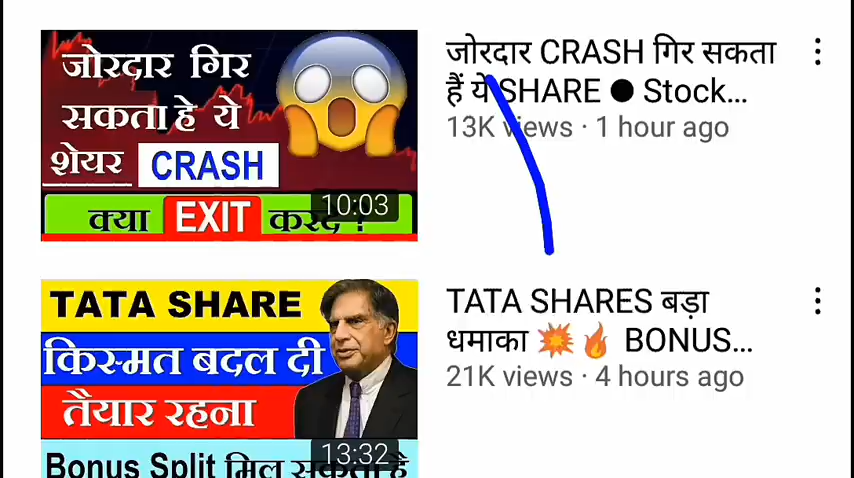 जोरदार गिर
सकता हे ये
शेयर CRASH
क्या EXIT
10:03
जोरदार CRASH गिर सकता
हैं ये SHARE ● Stock...
13K views · 1 hour ago
TATA SHARE
किस्मत बदल दी
तैयार रहना
Bonus Split मिल सकता है
13:32
TATA SHARES बड़ा
धमाका 💥🔥 BONUS...
21K views · 4 hours ago